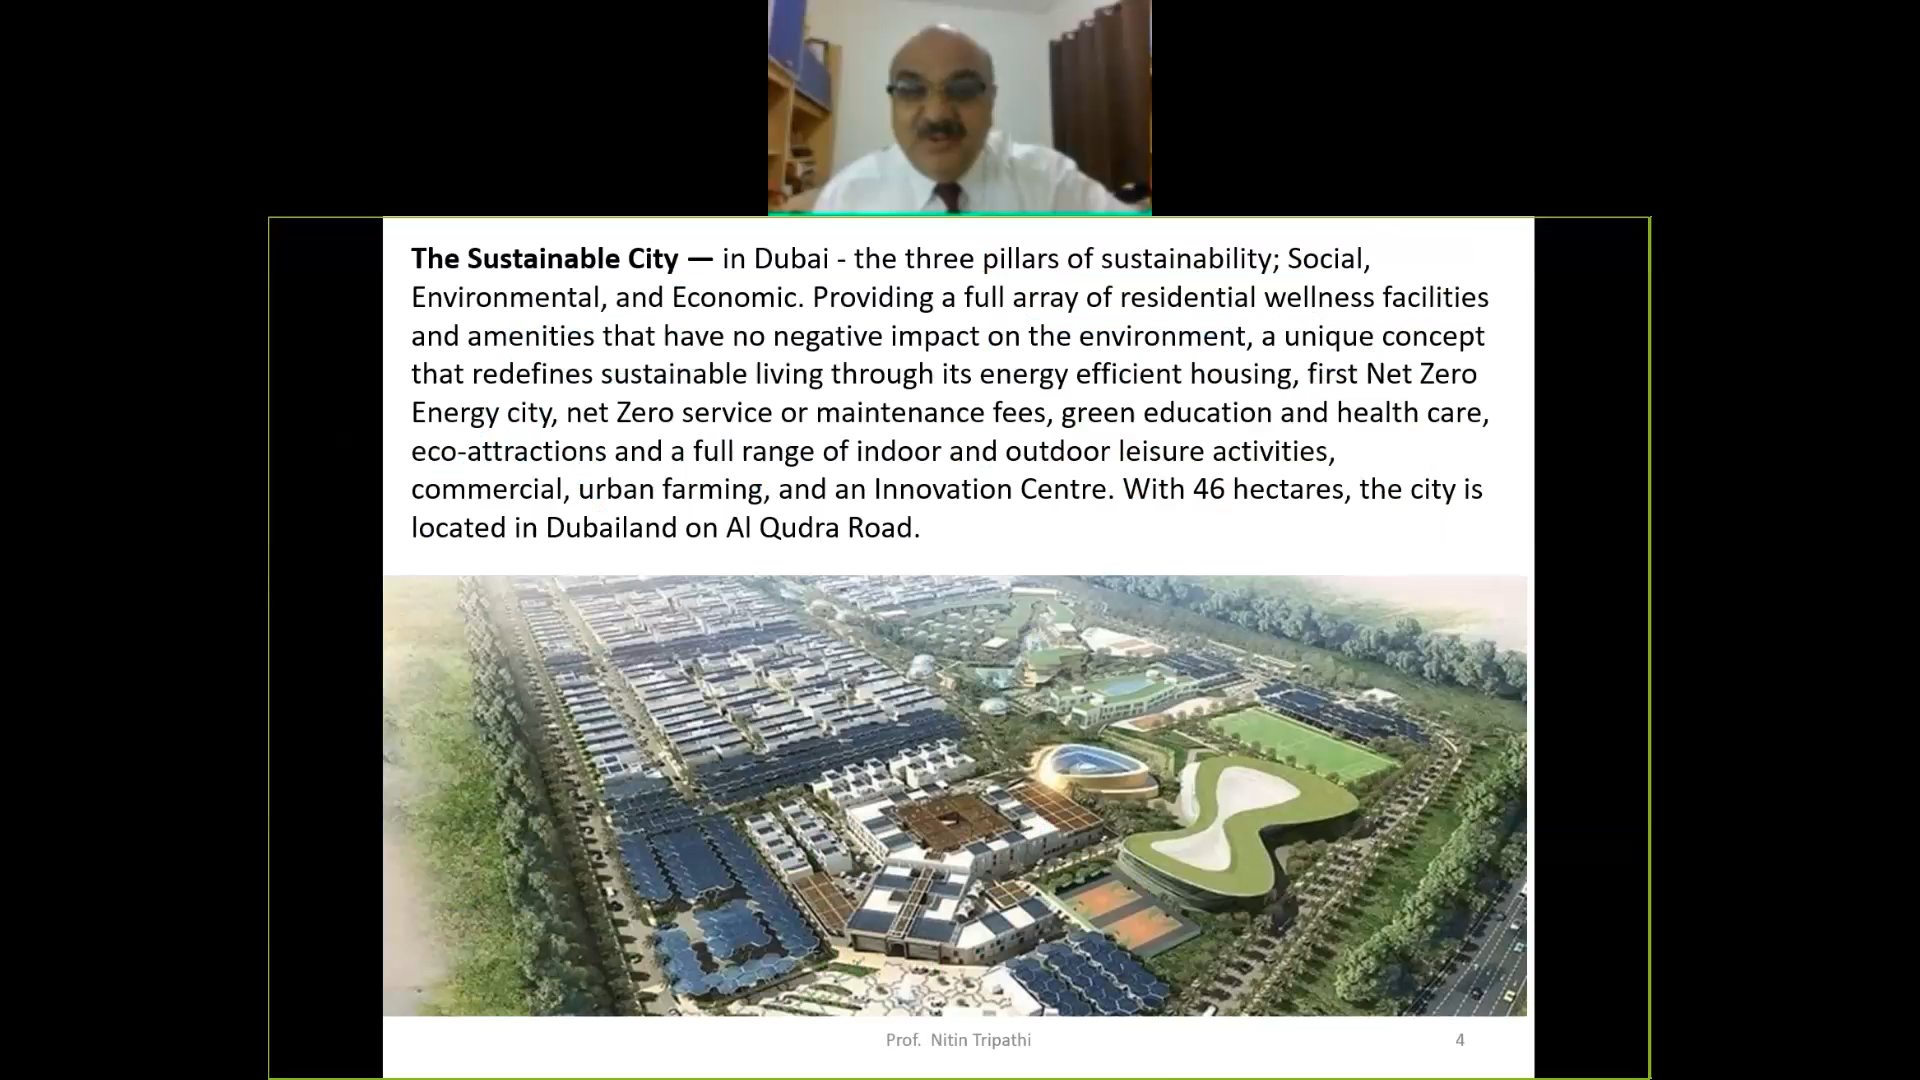 The Sustainable City — in Dubai - the three pillars of sustainability; Social,
Environmental, and Economic. Providing a full array of residential wellness facilities
and amenities that have no negative impact on the environment, a unique concept
that redefines sustainable living through its energy efficient housing, first Net Zero
Energy city, net Zero service or maintenance fees, green education and health care,
eco-attractions and a full range of indoor and outdoor leisure activities,
commercial, urban farming, and an Innovation Centre. With 46 hectares, the city is
located in Dubailand on Al Qudra Road.
Prof.  Nitin Tripathi
4